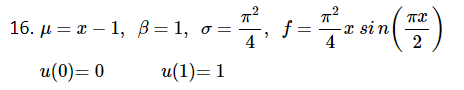 16. μ = x − 1, β = 1, σ = π²/4, f = π²/4 x sin(πx/2)
u(0)= 0 u(1)= 1